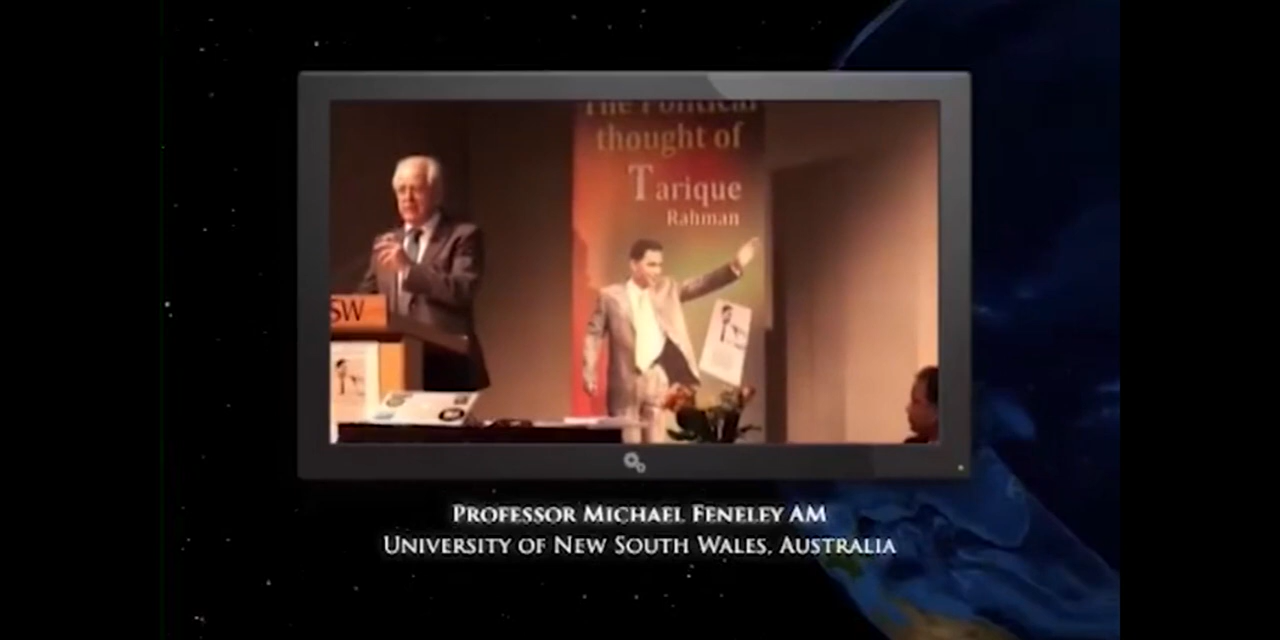 The Political
thought of
Tarique
Rahman
SW
PROFESSOR MICHAEL FENELEY AM
UNIVERSITY OF NEW SOUTH WALES, AUSTRALIA